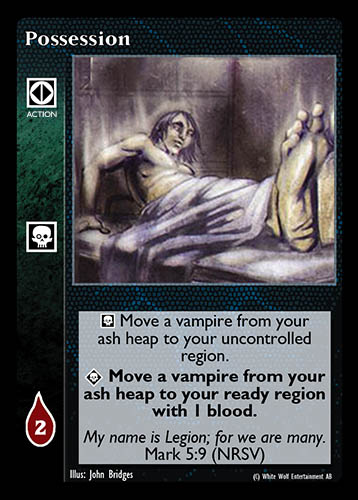 Possession
ACTION
Move a vampire from your
ash heap to your uncontrolled
region.
Move a vampire from your
ash heap to your ready region
with 1 blood.
My name is Legion; for we are many.
Mark 5:9 (NRSV)
2
Illus: John Bridges
(C) White Wolf Entertainment AB